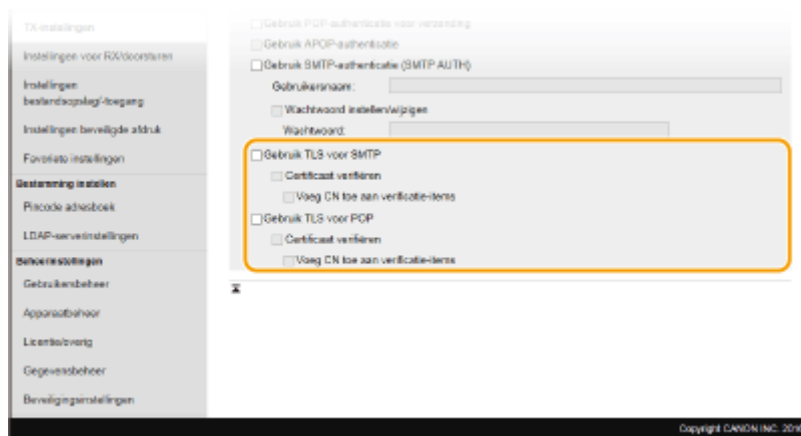 TX-instellingen
Instellingen voor RX/doorsturen
Instellingen
bestandsopslag/-toegang
Instellingen beveiligde afdruk
Favoriete instellingen
Bestemming instellen
Pincode adresboek
LDAP-serverinstellingen
Beheerinstellingen
Gebruikersbeheer
Apparaatbeheer
Licentie/overig
Gegevensbeheer
Beveiligingsinstellingen
Gebruik POP-authenticatie voor verzending
Gebruik APOP-authenticatie
Gebruik SMTP-authenticatie (SMTP AUTH)
Gebruikersnaam:
Wachtwoord instellen/wijzigen
Wachtwoord:
Gebruik TLS voor SMTP
Certificaat verifiëren
Voeg CN toe aan verificatie-items
Gebruik TLS voor POP
Certificaat verifiëren
Voeg CN toe aan verificatie-items
Copyright CANON INC. 2016